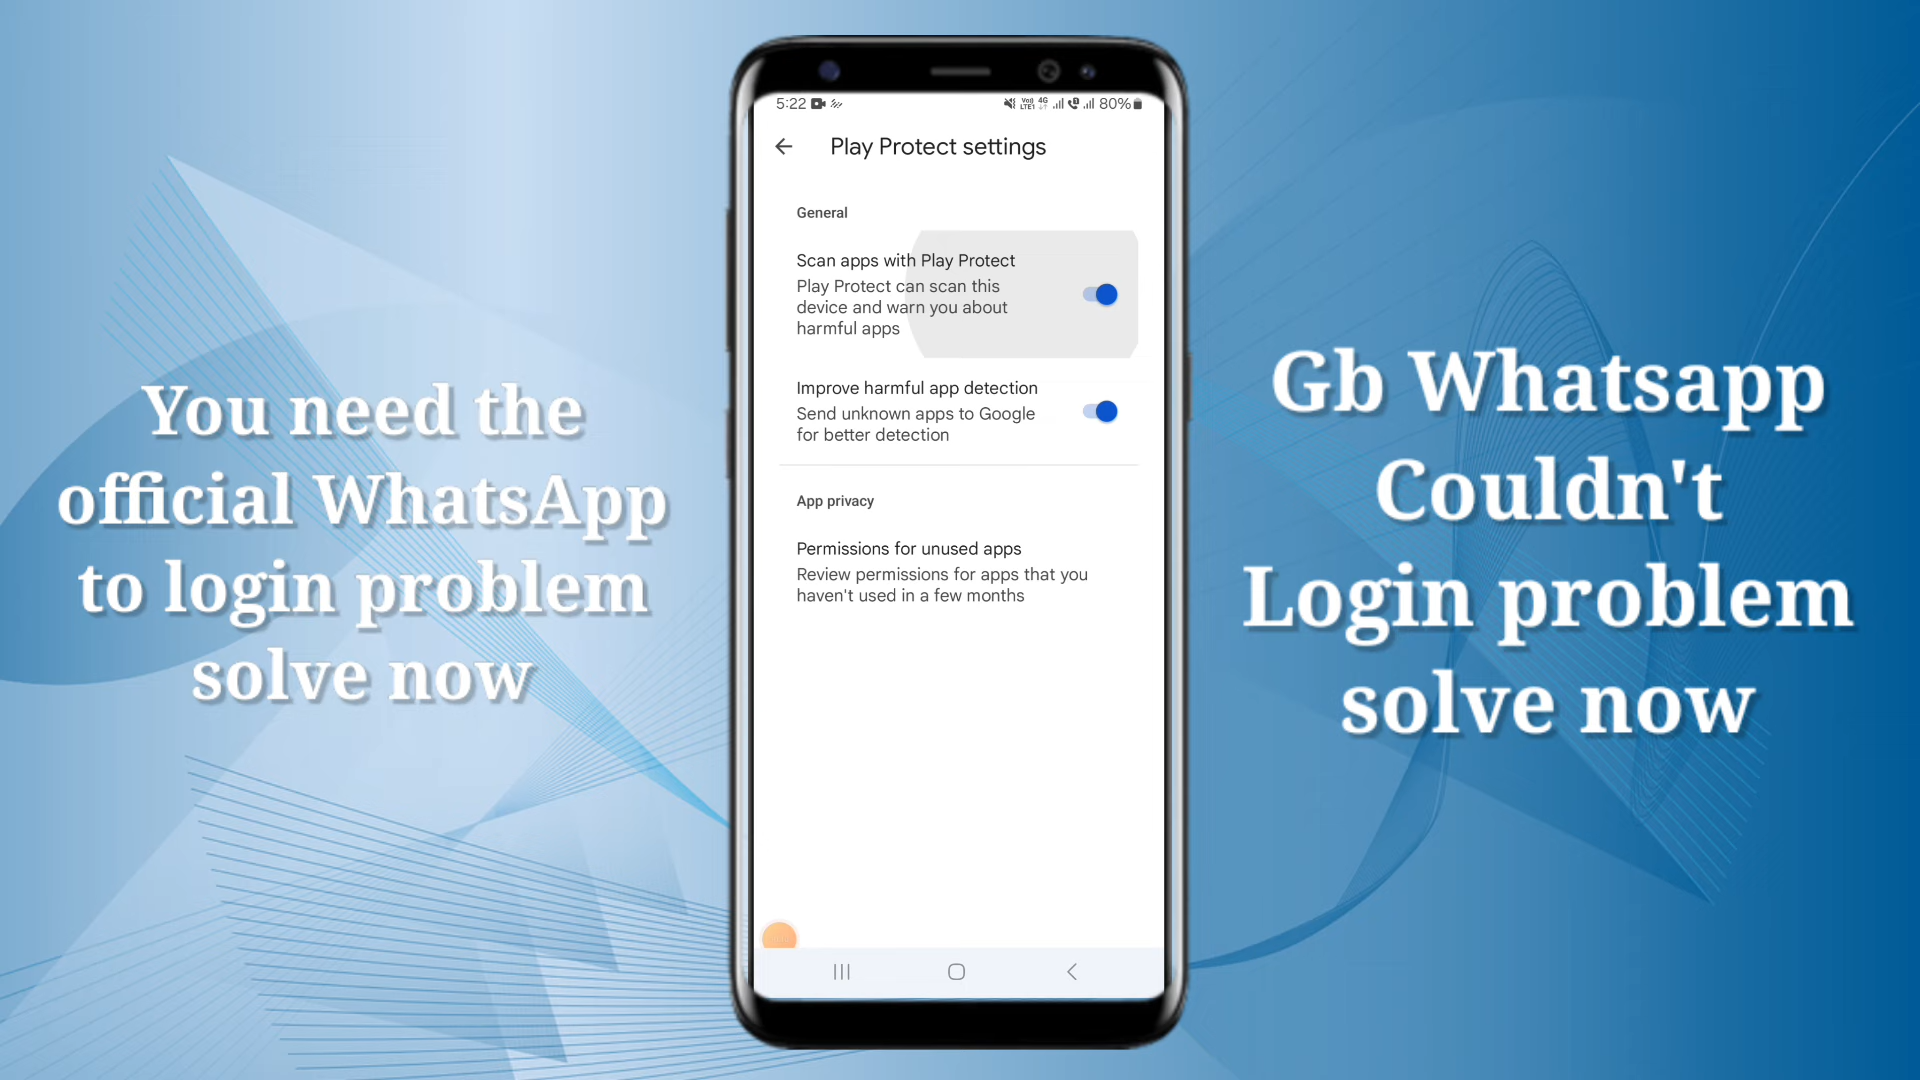 You need the
official WhatsApp
to login problem
solve now
5:22
80%
Play Protect settings
General
Scan apps with Play Protect
Play Protect can scan this
device and warn you about
harmful apps
Improve harmful app detection
Send unknown apps to Google
for better detection
App privacy
Permissions for unused apps
Review permissions for apps that you
haven't used in a few months
Gb Whatsapp
Couldn't
Login problem
solve now